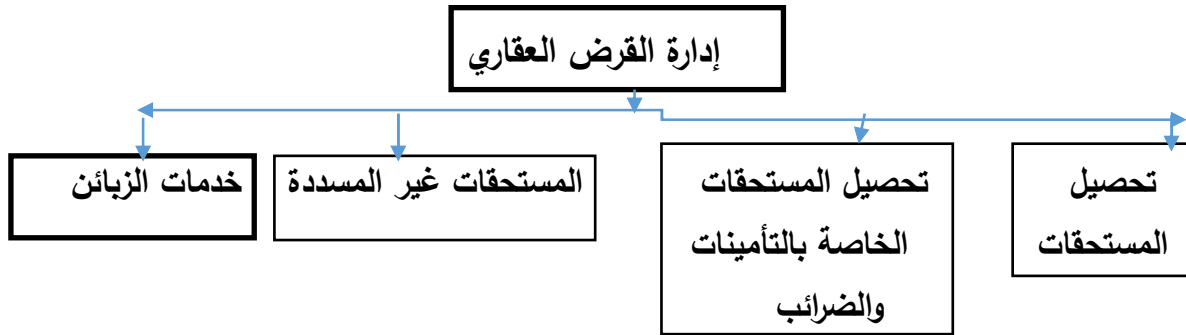 إدارة القرض العقاري
تحصيل
المستحقات
تحصيل المستحقات
الخاصة بالتأمينات
والضرائب
المستحقات غير المسددة
خدمات الزبائن